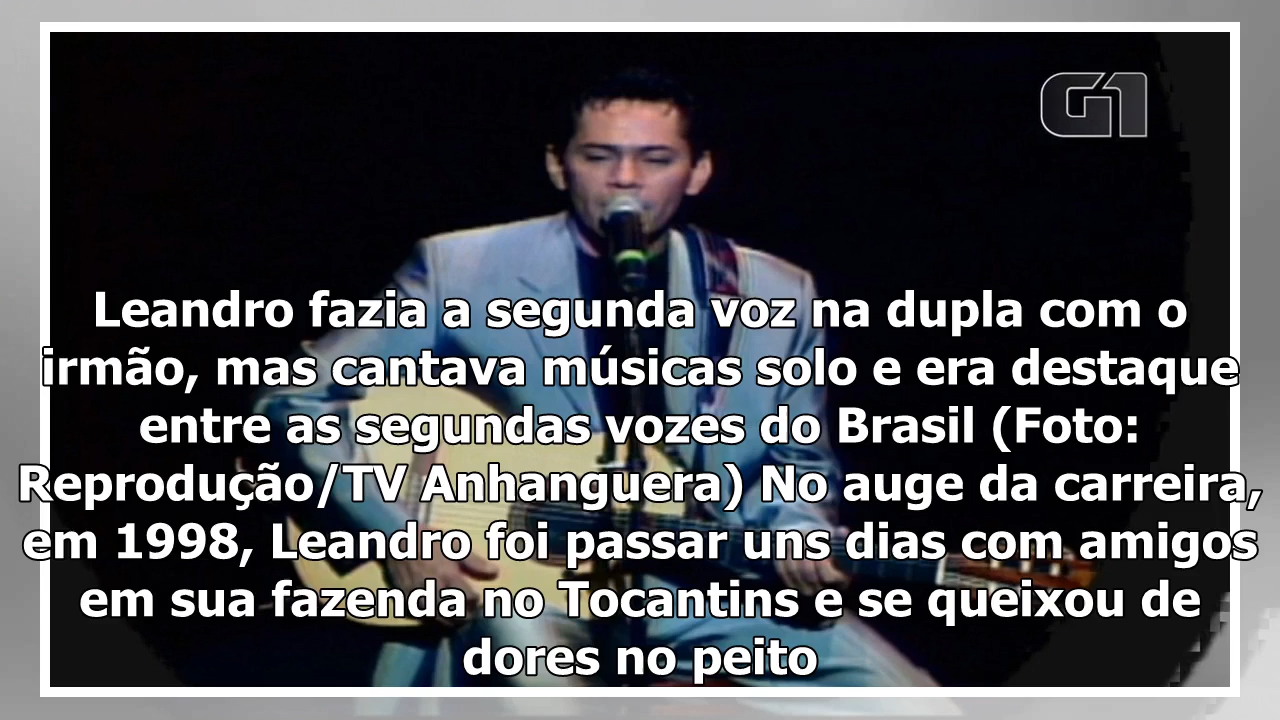 G1
Leandro fazia a segunda voz na dupla com o
irmão, mas cantava músicas solo e era destaque
entre as segundas vozes do Brasil (Foto:
Reprodução/TV Anhanguera) No auge da carreira,
em 1998, Leandro foi passar uns dias com amigos
em sua fazenda no Tocantins e se queixou de
dores no peito